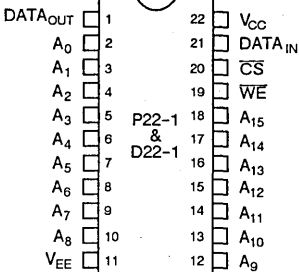 DATAOUT 1 22 VCC
A0 2 21 DATAIN
A1 3 20 C̅S̅
A2 4 19 W̅E̅
A3 5 P22-1 18 A15
A4 6 & 17 A14
A5 7 D22-1 16 A13
A6 8 15 A12
A7 9 14 A11
A8 10 13 A10
VEE 11 12 A9